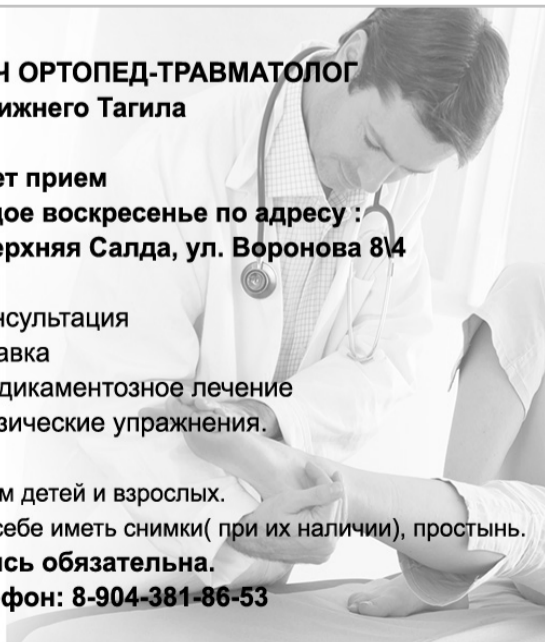 Ч ОРТОПЕД-ТРАВМАТОЛОГ
ижнего Тагила
ет прием
дое воскресенье по адресу :
ерхняя Салда, ул. Воронова 8\4
нсультация
авка
дикаментозное лечение
зические упражнения.
м детей и взрослых.
себе иметь снимки( при их наличии), простынь.
ись обязательна.
фон: 8-904-381-86-53